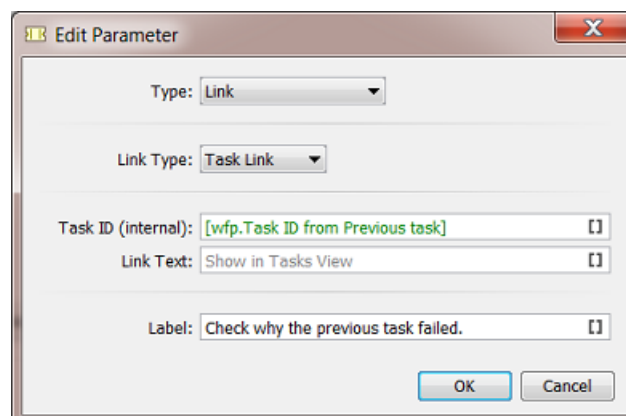 Edit Parameter
Type: Link
Link Type: Task Link
Task ID (internal): [wfp.Task ID from Previous task]
Link Text: Show in Tasks View
Label: Check why the previous task failed.
OK Cancel